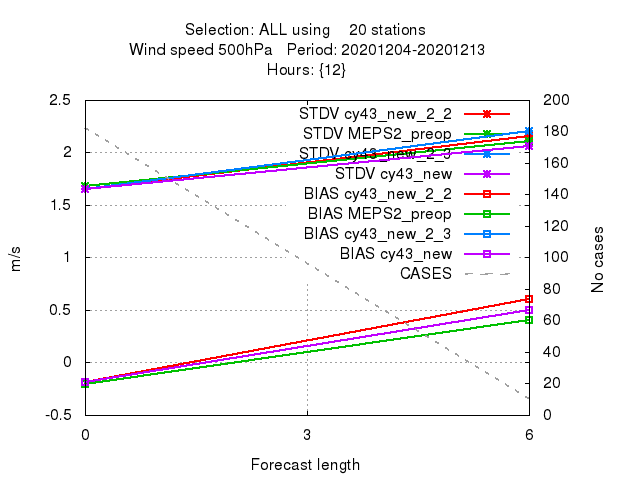 Selection: ALL using 20 stations
Wind speed 500hPa Period: 20201204-20201213
Hours: {12}
2.5
2
1.5
1
0.5
0
-0.5
200
180
160
140
120
100
80
60
40
20
0
STDV cy43_new_2_2
STDV MEPS2_preop
STDV cy43_new_2_3
STDV cy43_new
BIAS cy43_new_2_2
BIAS MEPS2_preop
BIAS cy43_new_2_3
BIAS cy43_new
CASES
m/s
No cases
0 3 6
Forecast length